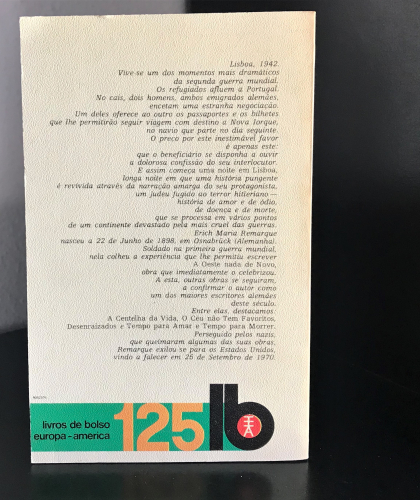 Lisboa, 1942.
Vive-se um dos momentos mais dramáticos
da segunda guerra mundial.
Os refugiados afluem a Portugal.
No cais, dois homens, ambos emigrados alemães,
encetam uma estranha negociação.
Um deles oferece ao outro os passaportes e os bilhetes
que lhe permitirão seguir viagem com destino a Nova Iorque,
no navio que parte no dia seguinte.
O preço por este inestimável favor
é apenas este:
que o beneficiário se disponha a ouvir
a dolorosa confissão do seu interlocutor.
E assim começa uma noite em Lisboa,
longa noite em que uma história pungente
é revivida através da narração amarga do seu protagonista,
um judeu fugido ao terror hitleriano —
história de amor e de ódio,
de doença e de morte,
que se processa em vários pontos
de um continente devastado pela mais cruel das guerras.
Erich Maria Remarque
nasceu a 22 de Junho de 1898, em Osnabrück (Alemanha).
Soldado na primeira guerra mundial,
nela colheu a experiência que lhe permitiu escrever
A Oeste nada de Novo,
obra que imediatamente o celebrizou.
A esta, outras obras se seguiram,
a confirmar o autor como
um dos maiores escritores alemães
deste século.
Entre elas, destacamos:
A Centelha da Vida, O Céu não Tem Favoritos,
Desenraizados e Tempo para Amar e Tempo para Morrer.
Perseguido pelos nazis,
que queimaram algumas das suas obras,
Remarque exilou-se para os Estados Unidos,
vindo a falecer em 25 de Setembro de 1970.
livros de bolso
europa-america
125
lb